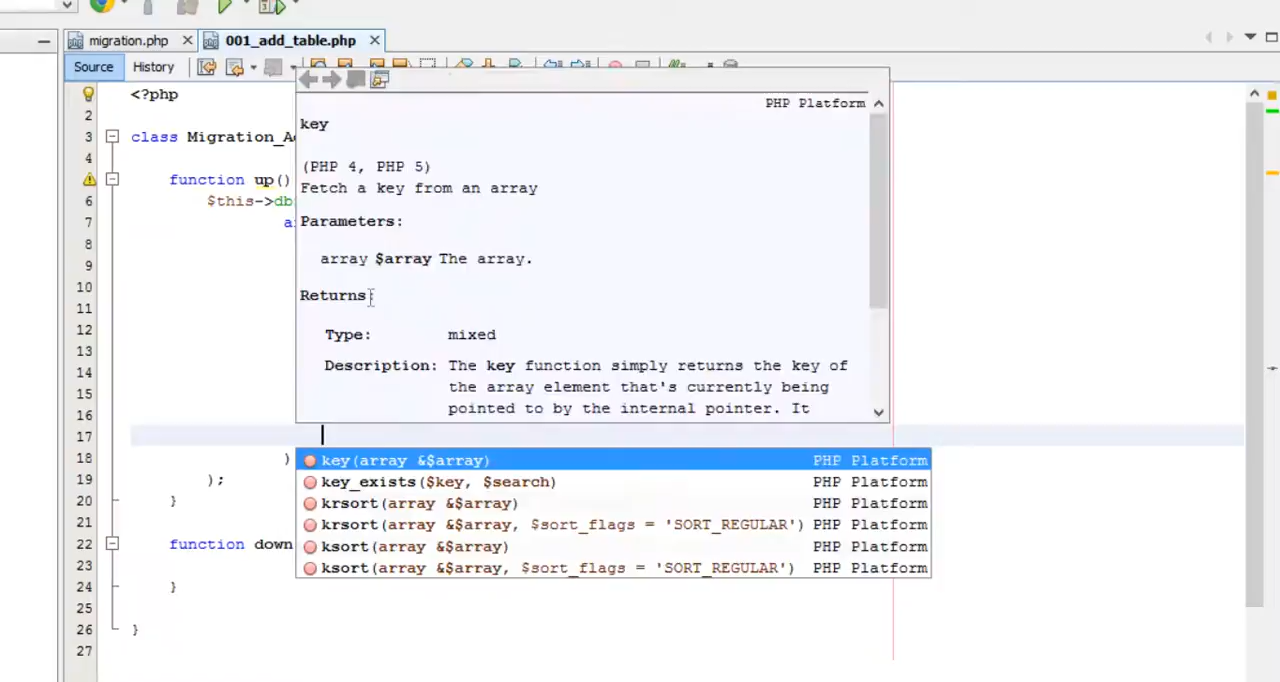 migration.php 001_add_table.php
Source History
<?php
2
3 class Migration_A
4
function up()
6 $this->db
7
8
9
10
11
12
13
14
15
16
17
18 )
19 );
20 }
21
22 function down
23
24 }
25
26 }
27
PHP Platform
key
(PHP 4, PHP 5)
Fetch a key from an array
Parameters:
array $array The array.
Returns:
Type: mixed
Description: The key function simply returns the key of
the array element that's currently being
pointed to by the internal pointer. It
key(array &$array) PHP Platform
key_exists($key, $search) PHP Platform
krsort(array &$array) PHP Platform
krsort(array &$array, $sort_flags = 'SORT_REGULAR') PHP Platform
ksort(array &$array) PHP Platform
ksort(array &$array, $sort_flags = 'SORT_REGULAR') PHP Platform